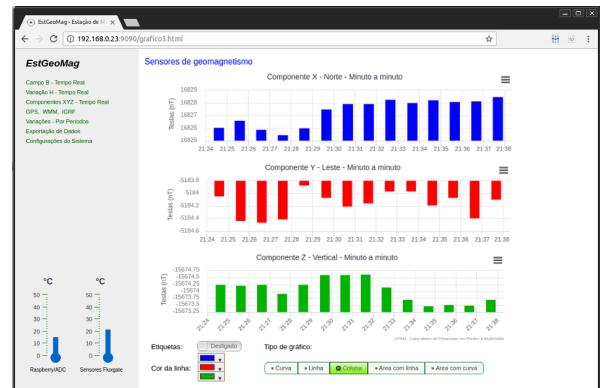 EstGeoMag - Estação de M
192.168.0.23:9090/grafico3.html
EstGeoMag
Campo B - Tempo Real
Variação H - Tempo Real
Componentes XYZ - Tempo Real
GPS, WMM, IGRF
Variações - Por Períodos
Exportação de Dados
Configurações do Sistema
Sensores de geomagnetismo
Componente X - Norte - Minuto a minuto
Teslas (nT)
16829
16828
16827
16826
16825
21:24 21:25 21:26 21:27 21:28 21:29 21:30 21:31 21:32 21:33 21:34 21:35 21:36 21:37 21:38
Componente Y - Leste - Minuto a minuto
Teslas (nT)
-5183.8
-5184
-5184.2
-5184.4
-5184.6
21:24 21:25 21:26 21:27 21:28 21:29 21:30 21:31 21:32 21:33 21:34 21:35 21:36 21:37 21:38
Componente Z - Vertical - Minuto a minuto
Teslas (nT)
-15674.75
-15674.5
-15674.25
-15674
-15673.75
-15673.5
-15673.25
21:24 21:25 21:26 21:27 21:28 21:29 21:30 21:31 21:32 21:33 21:34 21:35 21:36 21:37 21:38
°C °C
50 50
40 40
30 30
20 20
10 10
0 0
Raspberry/ADC Sensores Fluxgate
Etiquetas: Desligado Tipo de gráfico:
Cor da linha: Curva Linha Coluna Area com linha Area com curva